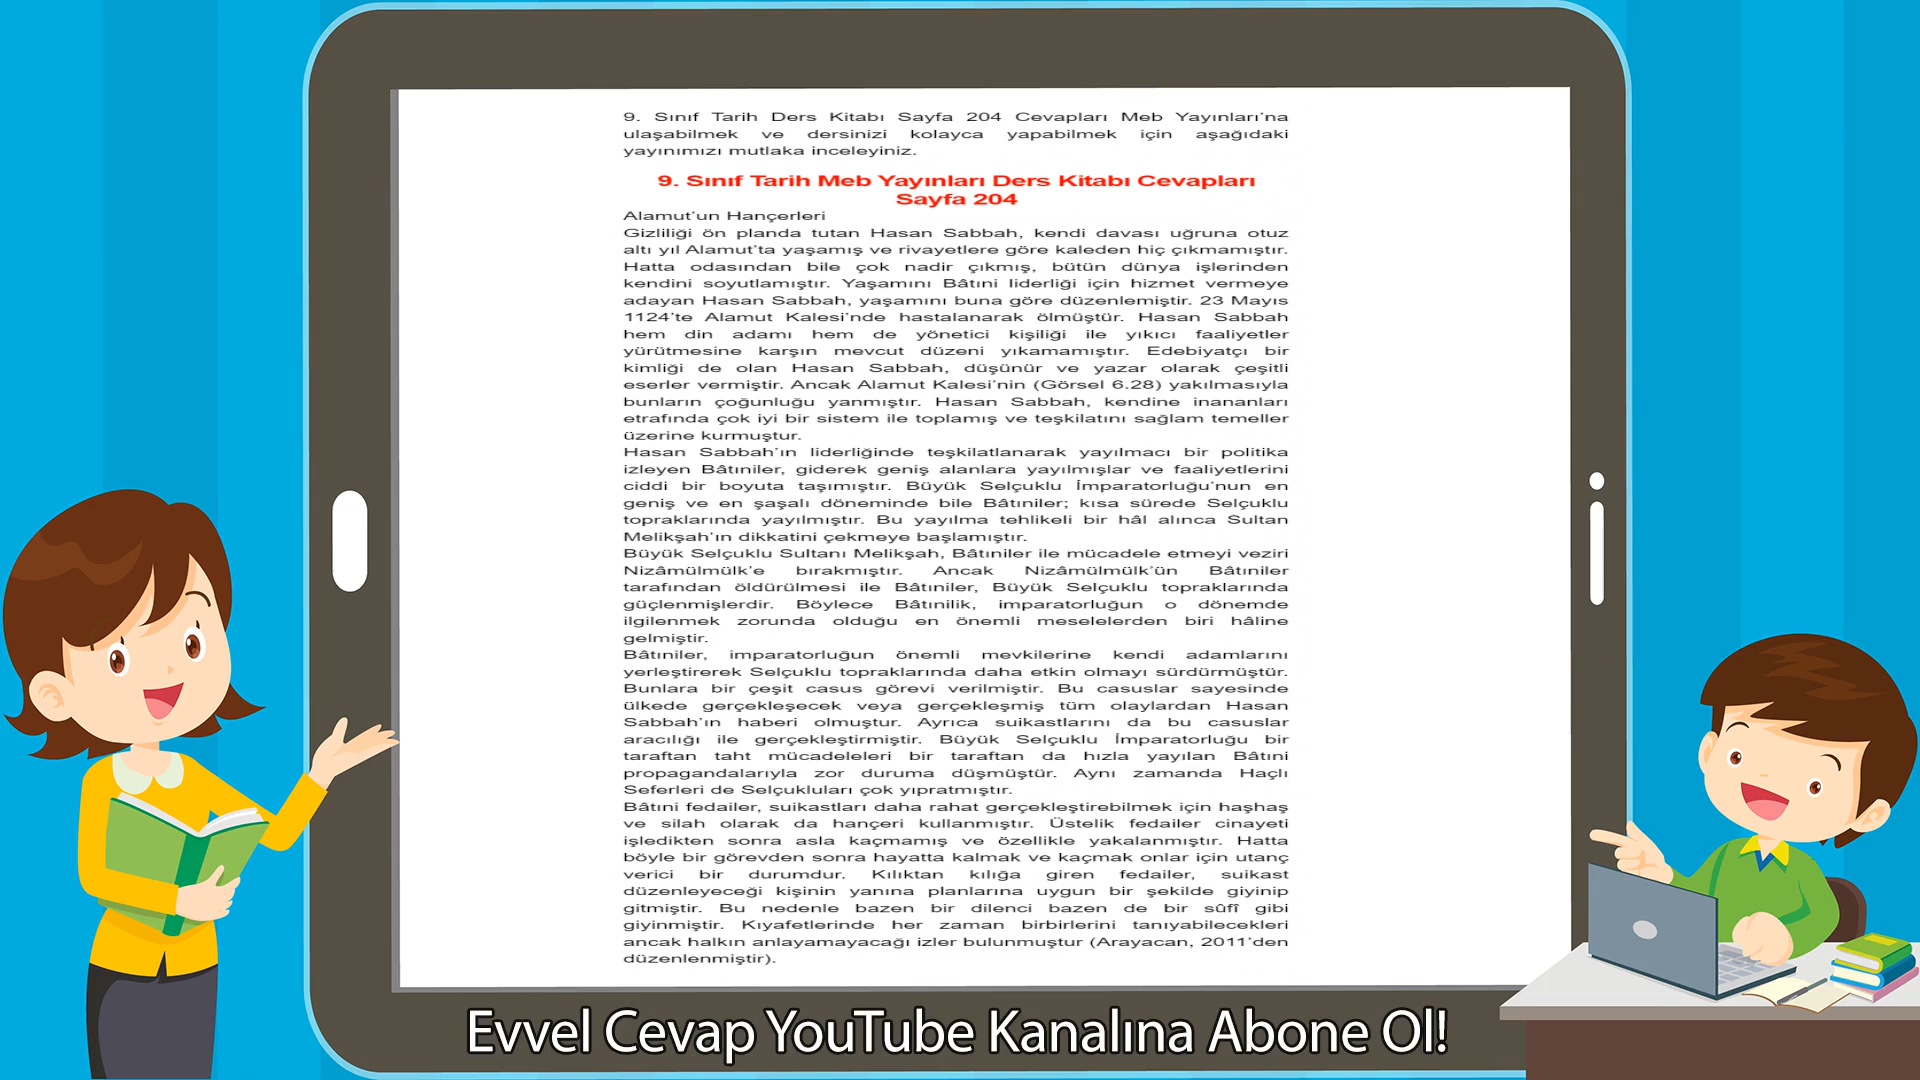 9. Sınıf Tarih Ders Kitabı Sayfa 204 Cevapları Meb Yayınları'na
ulaşabilmek ve dersinizi kolayca yapabilmek için aşağıdaki
yayınımızı mutlaka inceleyiniz.
9. Sınıf Tarih Meb Yayınları Ders Kitabı Cevapları
Sayfa 204
Alamut'un Hançerleri
Gizliliği ön planda tutan Hasan Sabbah, kendi davası uğruna otuz
altı yıl Alamut'ta yaşamış ve rivayetlere göre kaleden hiç çıkmamıştır.
Hatta odasından bile çok nadir çıkmış, bütün dünya işlerinden
kendini soyutlamıştır. Yaşamını Bâtıni liderliği için hizmet vermeye
adayan Hasan Sabbah, yaşamını buna göre düzenlemiştir. 23 Mayıs
1124'te Alamut Kalesi'nde hastalanarak ölmüştür. Hasan Sabbah
hem din adamı hem de yönetici kişiliği ile yıkıcı faaliyetler
yürütmesine karşın mevcut düzeni yıkamamıştır. Edebiyatçı bir
kimliği de olan Hasan Sabbah, düşünür ve yazar olarak çeşitli
eserler vermiştir. Ancak Alamut Kalesi'nin (Görsel 6.28) yakılmasıyla
bunların çoğunluğu yanmıştır. Hasan Sabbah, kendine inananları
etrafında çok iyi bir sistem ile toplamış ve teşkilatını sağlam temeller
üzerine kurmuştur.
Hasan Sabbah'ın liderliğinde teşkilatlanarak yayılmacı bir politika
izleyen Bâtıniler, giderek geniş alanlara yayılmışlar ve faaliyetlerini
ciddi bir boyuta taşımıştır. Büyük Selçuklu İmparatorluğu'nun en
geniş ve en şaşalı döneminde bile Bâtıniler; kısa sürede Selçuklu
topraklarında yayılmıştır. Bu yayılma tehlikeli bir hâl alınca Sultan
Melikşah'ın dikkatini çekmeye başlamıştır.
Büyük Selçuklu Sultanı Melikşah, Bâtıniler ile mücadele etmeyi veziri
Nizâmülmülk'e bırakmıştır. Ancak Nizâmülmülk'ün Bâtıniler
tarafından öldürülmesi ile Bâtıniler, Büyük Selçuklu topraklarında
güçlenmişlerdir. Böylece Bâtınilik, imparatorluğun o dönemde
ilgilenmek zorunda olduğu en önemli meselelerden biri hâline
gelmiştir.
Bâtıniler, imparatorluğun önemli mevkilerine kendi adamlarını
yerleştirerek Selçuklu topraklarında daha etkin olmayı sürdürmüştür.
Bunlara bir çeşit casus görevi verilmiştir. Bu casuslar sayesinde
ülkede gerçekleşecek veya gerçekleşmiş tüm olaylardan Hasan
Sabbah'ın haberi olmuştur. Ayrıca suikastlarını da bu casuslar
aracılığı ile gerçekleştirmiştir. Büyük Selçuklu İmparatorluğu bir
taraftan taht mücadeleleri bir taraftan da hızla yayılan Bâtıni
propagandalarıyla zor duruma düşmüştür. Aynı zamanda Haçlı
Seferleri de Selçukluları çok yıpratmıştır.
Bâtıni fedailer, suikastları daha rahat gerçekleştirebilmek için haşhaş
ve silah olarak da hançeri kullanmıştır. Üstelik fedailer cinayeti
işledikten sonra asla kaçmamış ve özellikle yakalanmıştır. Hatta
böyle bir görevden sonra hayatta kalmak ve kaçmak onlar için utanç
verici bir durumdur. Kılıktan kılığa giren fedailer, suikast
düzenleyeceği kişinin yanına planlarına uygun bir şekilde giyinip
gitmiştir. Bu nedenle bazen bir dilenci bazen de bir sûfî gibi
giyinmiştir. Kıyafetlerinde her zaman birbirlerini tanıyabilecekleri
ancak halkın anlayamayacağı izler bulunmuştur (Arayacan, 2011'den
düzenlenmiştir).
Evvel Cevap YouTube Kanalına Abone Ol!